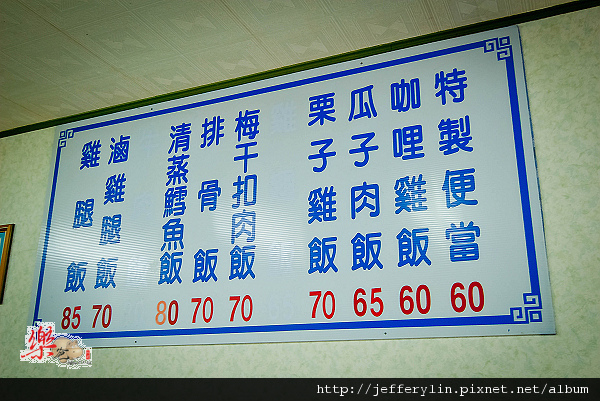 特製便當 60
咖哩雞飯 60
瓜子肉飯 65
栗子雞飯 70
梅干扣肉飯 70
排骨飯 70
清蒸鱈魚飯 80
滷雞腿飯 70
雞腿飯 85
樂
http://jefferylin.pixnet.net/album